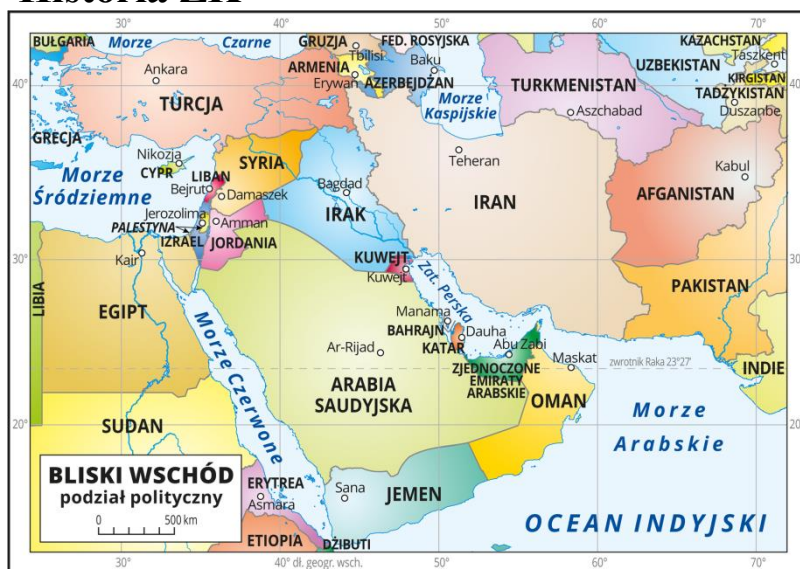 30°
40°
50°
60°
70°
BUŁGARIA
Morze
Czarne
GRUZJA
Tbilisi
FED. ROSYJSKA
KAZACHSTAN
Taszkent
UZBEKISTAN
40°
Ankara
ARMENIA
Erywań
AZERBEJDŻAN
Baku
KIRGISTAN
40°
TURCJA
Morze
Kaspijskie
TURKMENISTAN
Aszchabad
TADŻYKISTAN
Duszanbe
GRECJA
Nikozja
CYPR
SYRIA
Teheran
Kabul
Morze
Śródziemne
LIBAN
Bejrut
Damaszek
Bagdad
IRAK
IRAN
AFGANISTAN
Jerozolima
PALESTYNA
Amman
IZRAEL
JORDANIA
30°
Kair
KUWEJT
Kuwejt
Zat. Perska
PAKISTAN
30°
LIBIA
EGIPT
Morze Czerwone
Manama
BAHRAJN
Dauha
KATAR
Abu Zabi
Maskat
Ar-Rijad
zwrotnik Raka 23°27'
INDIE
ZJEDNOCZONE
EMIRATY
ARABSKIE
ARABIA
SAUDYJSKA
OMAN
Morze
Arabskie
20°
SUDAN
20°
BLISKI WSCHÓD
podział polityczny
0
500 km
ERYTREA
Asmara
Sana
JEMEN
OCEAN INDYJSKI
ETIOPIA
DŻIBUTI
30°
40° dł. geogr. wsch.
50°
60°
70°